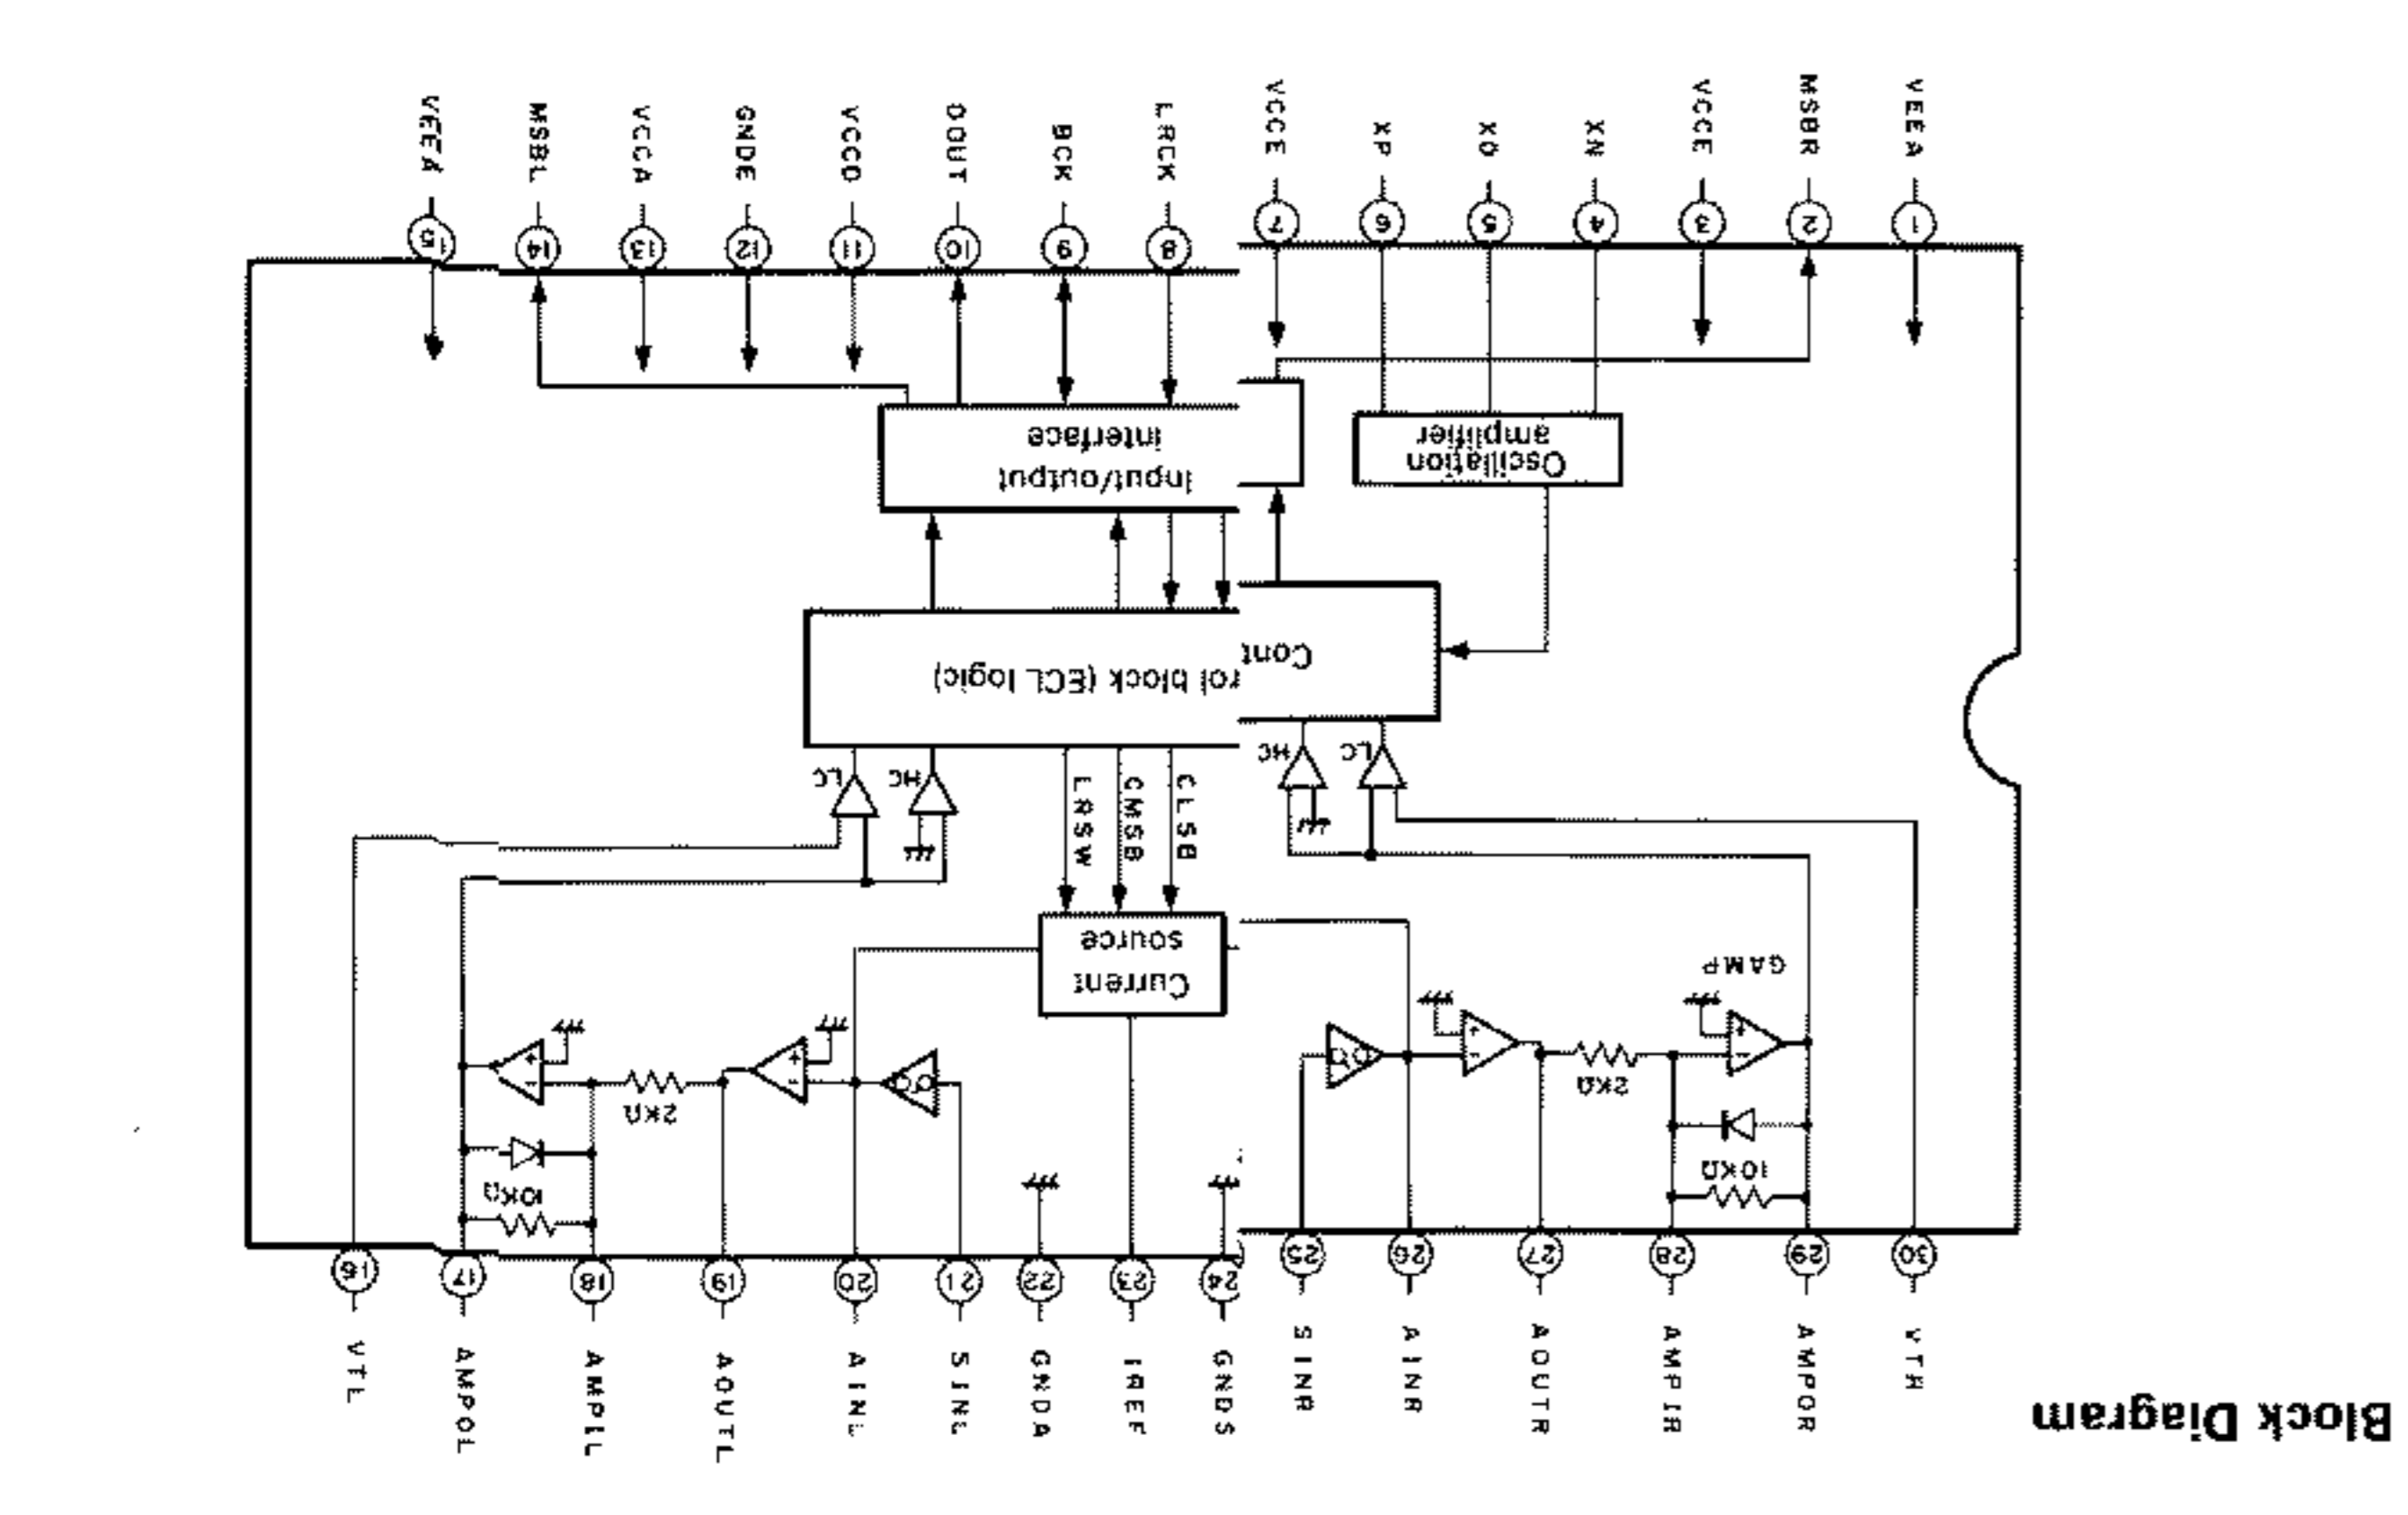 Block Diagram
VTR
AMPOR
AMPIR
AOUTR
AINR
SINR
GNDS
IREF
GNDA
SINL
AINL
AOUTL
AMPIL
AMPOL
VTL
30
29
28
27
26
25
24
23
22
21
20
19
18
17
16
10KΩ
10KΩ
2KΩ
2KΩ
GAMP
Current
source
CLSB
CMSB
LRSW
LC
HC
HC
LC
Cont
rol block (ECL logic)
Oscillation
amplifier
Input/output
interface
1
2
3
4
5
6
7
8
9
10
11
12
13
14
15
VEEA
MSBR
VCCE
XN
XO
XP
VCCE
LRCK
BCK
DOUT
VCCD
GNDE
VCCA
MSBL
VEEA